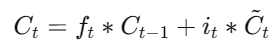 $C_t = f_t * C_{t-1} + i_t * \tilde{C}_t$